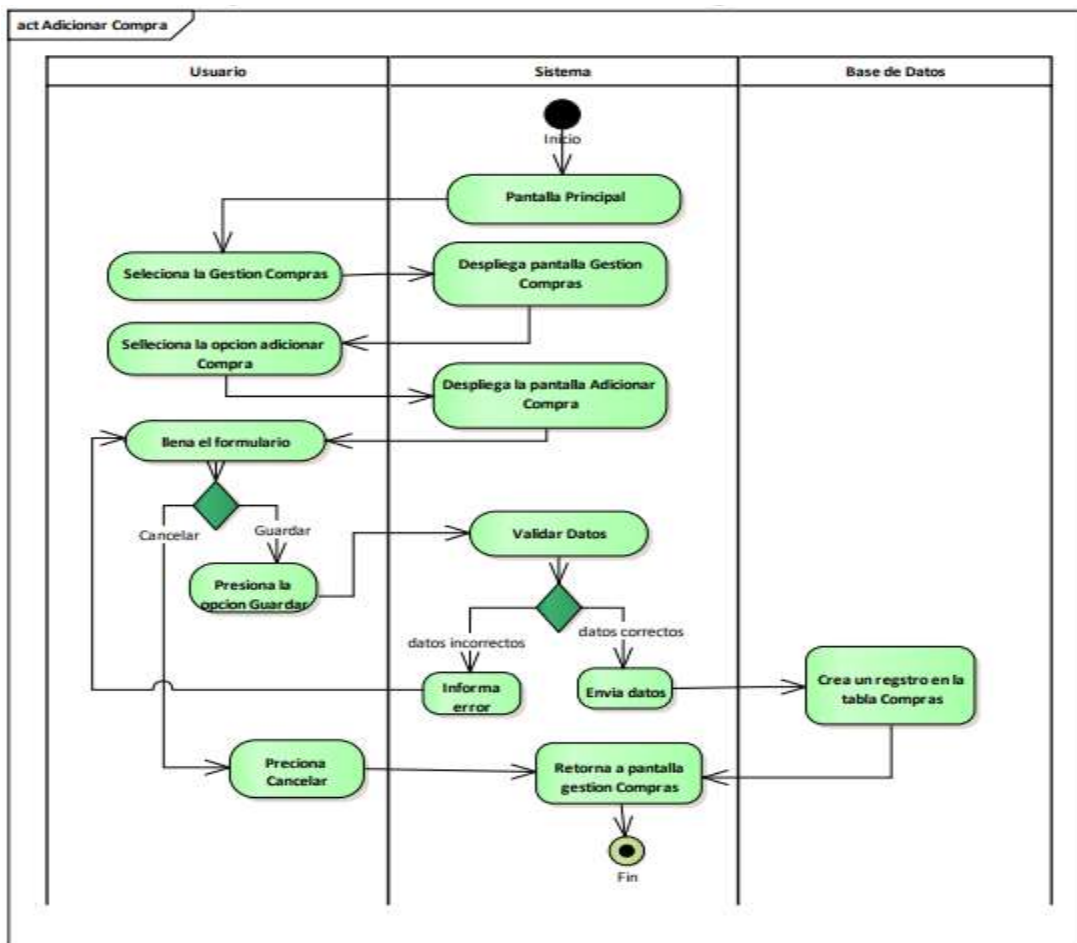 act Adicionar Compra
Usuario
Sistema
Base de Datos
Inicio
Pantalla Principal
Seleciona la Gestion Compras
Despliega pantalla Gestion
Compras
Selleciona la opcion adicionar
Compra
Despliega la pantalla Adicionar
Compra
llena el formulario
Cancelar
Guardar
Validar Datos
Presiona la
opcion Guardar
datos incorrectos
datos correctos
Informa
error
Envia datos
Crea un regstro en la
tabla Compras
Preciona
Cancelar
Retorna a pantalla
gestion Compras
Fin